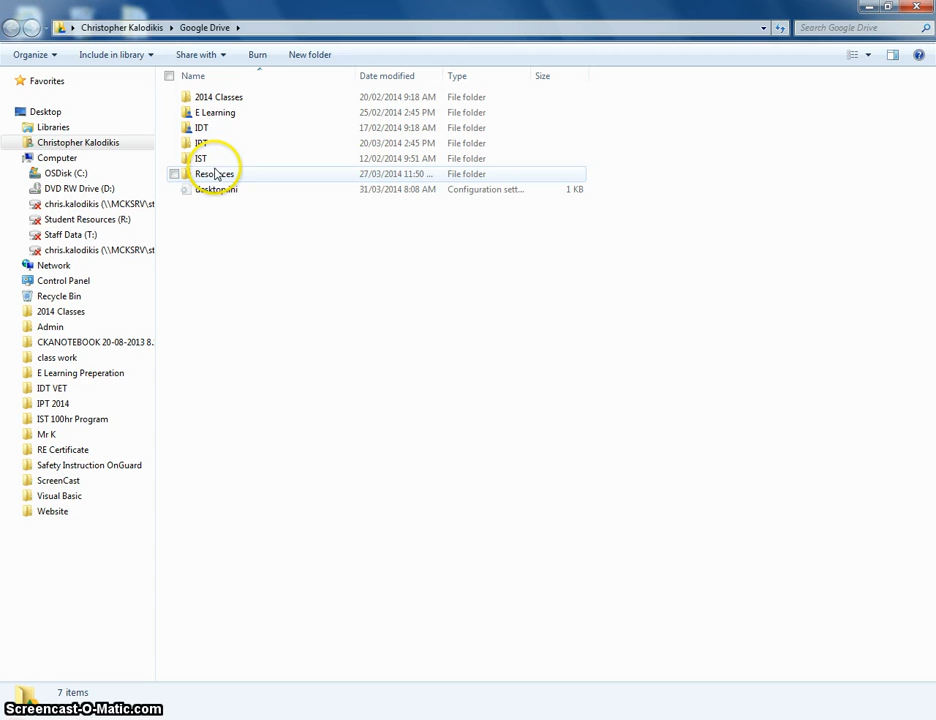 Christopher Kalodikis ▸ Google Drive ▸ Search Google Drive
Organize Include in library Share with Burn New folder
Name Date modified Type Size
Favorites
Desktop
Libraries
Christopher Kalodikis
Computer
OSDisk (C:)
DVD RW Drive (D:)
chris.kalodikis (\\MCKSRV\st
Student Resources (R:)
Staff Data (T:)
chris.kalodikis (\\MCKSRV\st
Network
Control Panel
Recycle Bin
2014 Classes
Admin
CKANOTEBOOK 20-08-2013 8.
class work
E Learning Preperation
IDT VET
IPT 2014
IST 100hr Program
Mr K
RE Certificate
Safety Instruction OnGuard
ScreenCast
Visual Basic
Website
2014 Classes 20/02/2014 9:18 AM File folder
E Learning 25/02/2014 2:45 PM File folder
IDT 17/02/2014 9:18 AM File folder
IPT 20/03/2014 2:45 PM File folder
IST 12/02/2014 9:51 AM File folder
Resources 27/03/2014 11:50 ... File folder
desktop.ini 31/03/2014 8:08 AM Configuration sett... 1 KB
7 items
Screencast-O-Matic.com